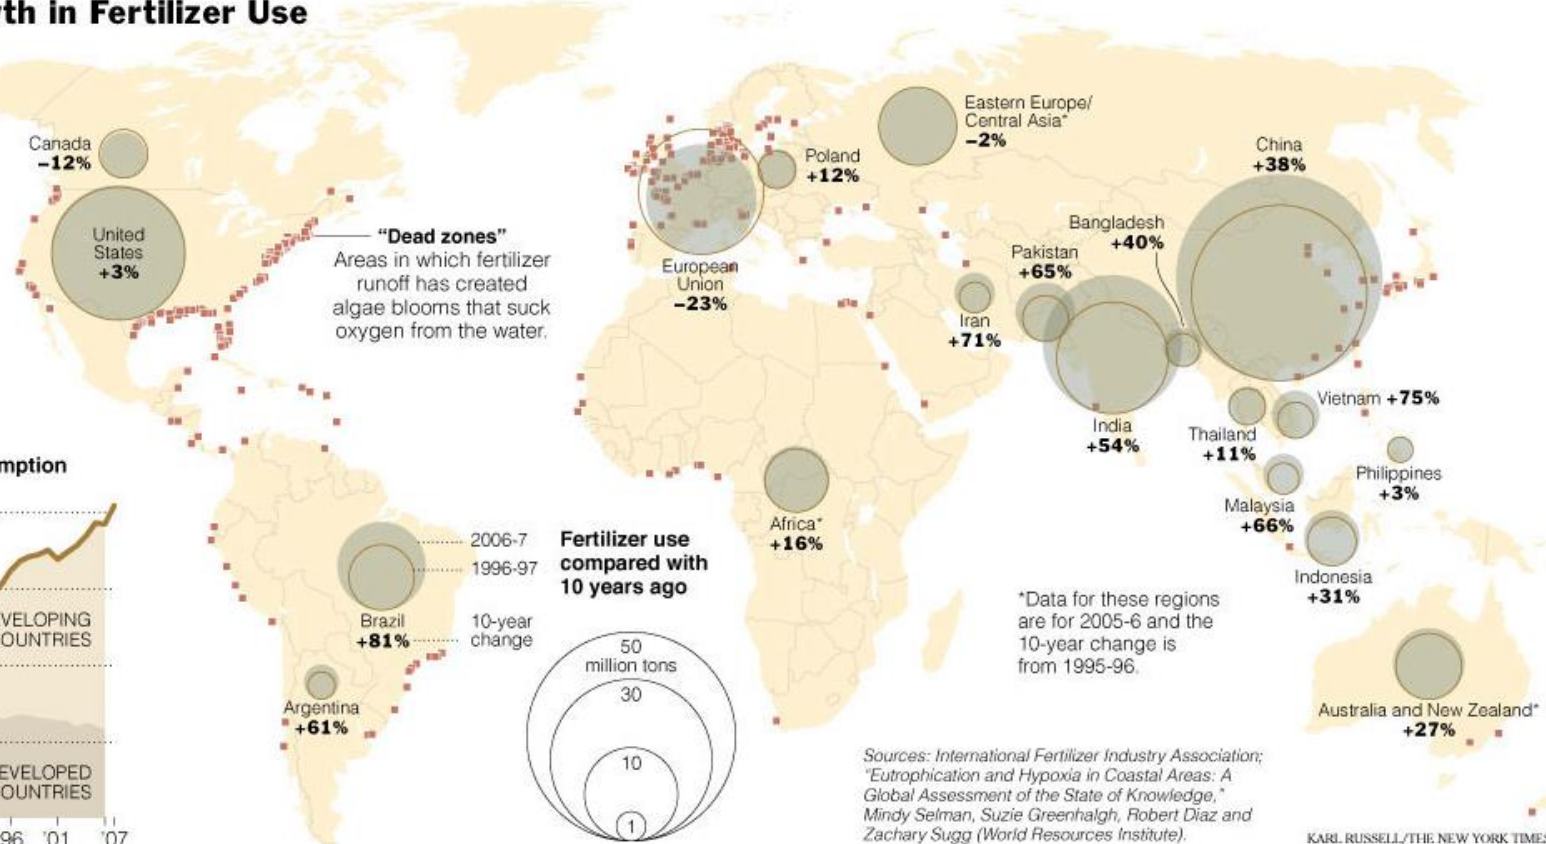 th in Fertilizer Use
Canada
–12%
United
States
+3%
"Dead zones"
Areas in which fertilizer
runoff has created
algae blooms that suck
oxygen from the water.
European
Union
–23%
Poland
+12%
Eastern Europe/
Central Asia*
–2%
China
+38%
Bangladesh
+40%
Pakistan
+65%
Iran
+71%
India
+54%
Vietnam +75%
Thailand
+11%
Philippines
+3%
Malaysia
+66%
Indonesia
+31%
Africa*
+16%
Australia and New Zealand*
+27%
Brazil
+81%
Argentina
+61%
2006-7
1996-97
10-year
change
Fertilizer use
compared with
10 years ago
50
million tons
30
10
1
*Data for these regions
are for 2005-6 and the
10-year change is
from 1995-96.
mption
VELOPING
OUNTRIES
EVELOPED
OUNTRIES
96 '01 '07
Sources: International Fertilizer Industry Association;
"Eutrophication and Hypoxia in Coastal Areas: A
Global Assessment of the State of Knowledge,"
Mindy Selman, Suzie Greenhalgh, Robert Diaz and
Zachary Sugg (World Resources Institute).
KARL RUSSELL/THE NEW YORK TIMES